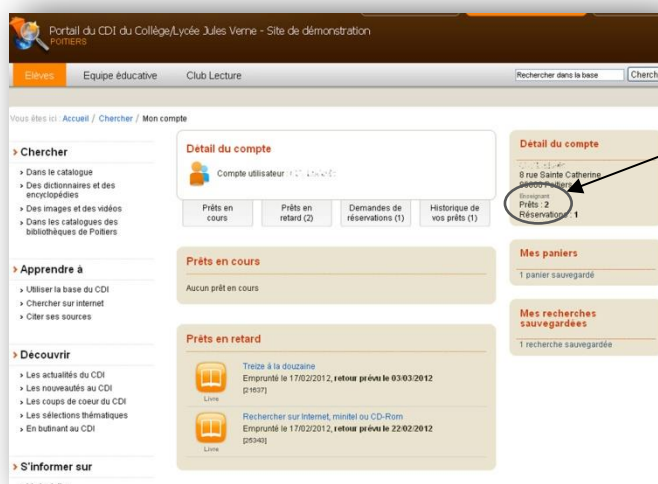 Portail du CDI du Collège/Lycée Jules Verne - Site de démonstration
POITIERS
Elèves
Equipe éducative
Club Lecture
Rechercher dans la base
Cherch
Vous êtes ici : Accueil / Chercher / Mon compte
Chercher
Dans le catalogue
Des dictionnaires et des
encyclopédies
Des images et des vidéos
Dans les catalogues des
bibliothèques de Poitiers
Apprendre à
Utiliser la base du CDI
Chercher sur internet
Citer ses sources
Découvrir
Les actualités du CDI
Les nouveautés au CDI
Les coups de coeur du CDI
Les sélections thématiques
En butinant au CDI
S'informer sur
Détail du compte
Compte utilisateur :
Prêts en
cours
Prêts en
retard (2)
Demandes de
réservations (1)
Historique de
vos prêts (1)
Prêts en cours
Aucun prêt en cours
Prêts en retard
Livre
Treize à la douzaine
Emprunté le 17/02/2012, retour prévu le 03/03/2012
[21637]
Livre
Rechercher sur Internet, minitel ou CD-Rom
Emprunté le 17/02/2012, retour prévu le 22/02/2012
[25343]
Détail du compte
8 rue Sainte Catherine
Poitiers
Enseignant
Prêts : 2
Réservations : 1
Mes paniers
1 panier sauvegardé
Mes recherches
sauvegardées
1 recherche sauvegardée